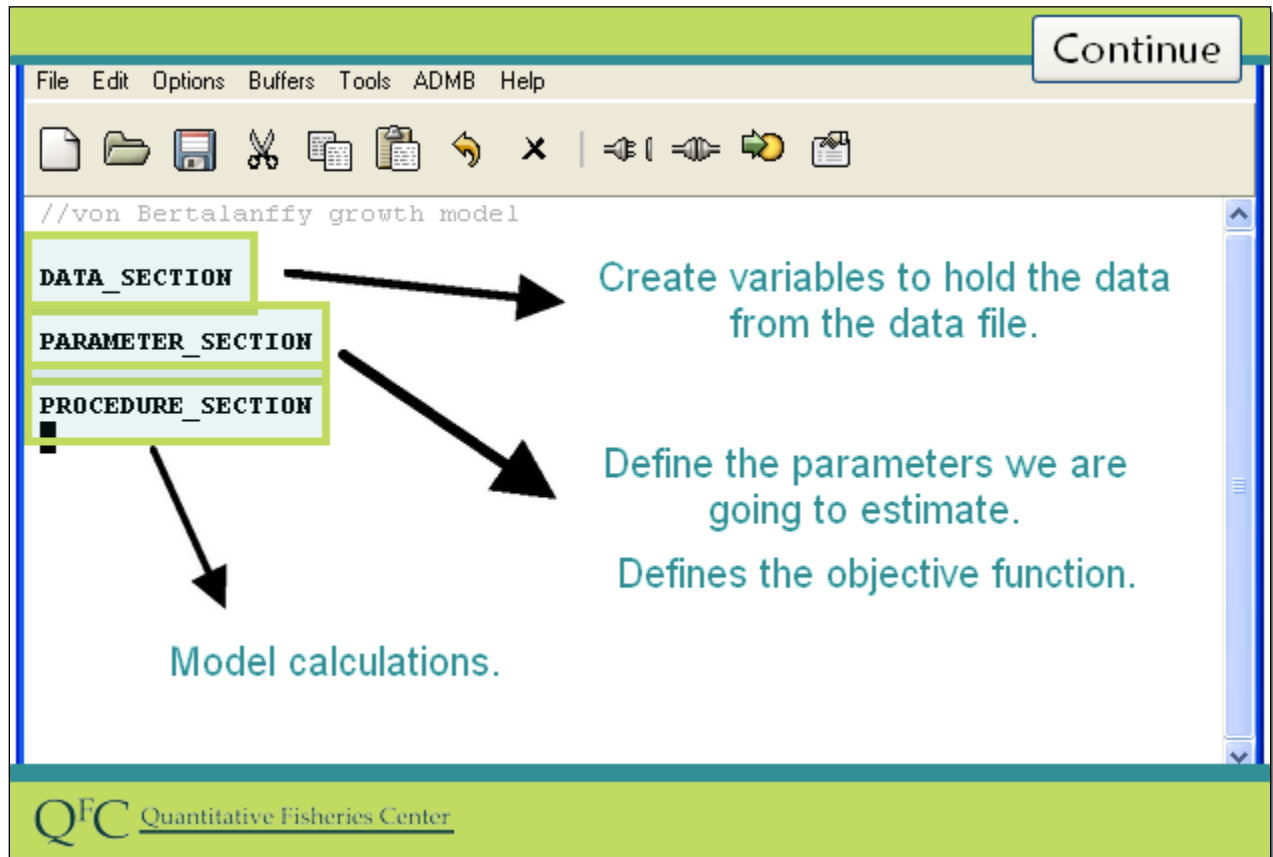 Continue
File Edit Options Buffers Tools ADMB Help
//von Bertalanffy growth model
DATA_SECTION
Create variables to hold the data
from the data file.
PARAMETER_SECTION
PROCEDURE_SECTION
Define the parameters we are
going to estimate.
Defines the objective function.
Model calculations.
QFC Quantitative Fisheries Center